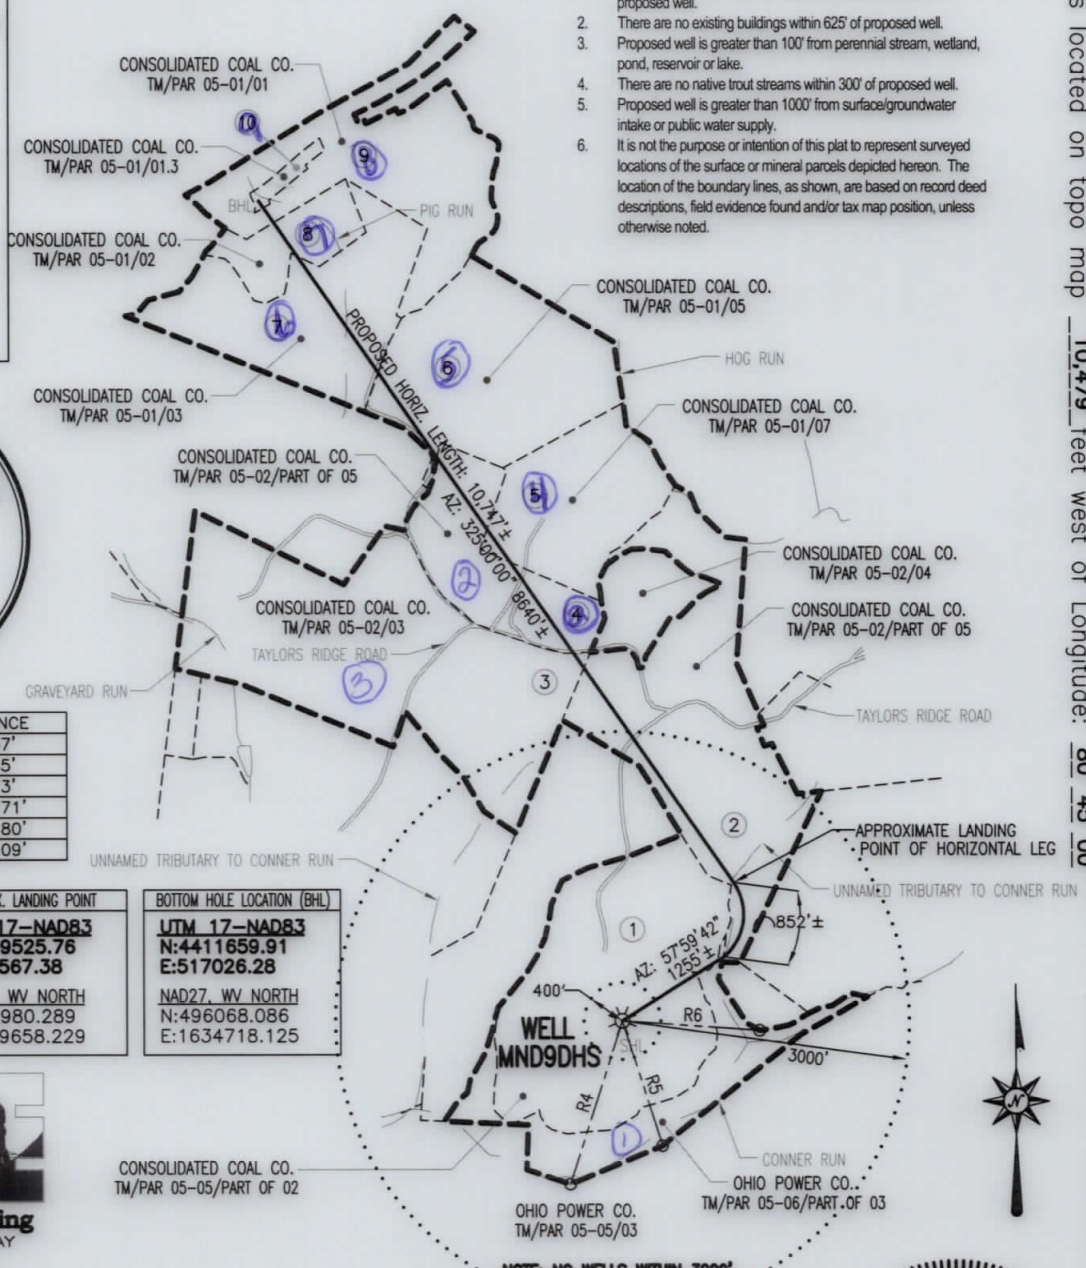 proposed well.
2. There are no existing buildings within 625' of proposed well.
3. Proposed well is greater than 100' from perennial stream, wetland,
pond, reservoir or lake.
4. There are no native trout streams within 300' of proposed well.
5. Proposed well is greater than 1000' from surface/groundwater
intake or public water supply.
6. It is not the purpose or intention of this plat to represent surveyed
locations of the surface or mineral parcels depicted hereon. The
location of the boundary lines, as shown, are based on record deed
descriptions, field evidence found and/or tax map position, unless
otherwise noted.
s located on topo map 10,479 feet west of Longitude: 80 45 00
CONSOLIDATED COAL CO.
TM/PAR 05-01/01
10
CONSOLIDATED COAL CO.
TM/PAR 05-01/01.3
9
BHL
PIG RUN
8
CONSOLIDATED COAL CO.
TM/PAR 05-01/02
CONSOLIDATED COAL CO.
TM/PAR 05-01/05
7
HOG RUN
6
PROPOSED HORIZ. LENGTH: 10,747'±
AZ: 325°00'00" 8640'±
CONSOLIDATED COAL CO.
TM/PAR 05-01/03
CONSOLIDATED COAL CO.
TM/PAR 05-01/07
CONSOLIDATED COAL CO.
TM/PAR 05-02/PART OF 05
5
CONSOLIDATED COAL CO.
TM/PAR 05-02/04
2
4
CONSOLIDATED COAL CO.
TM/PAR 05-02/03
CONSOLIDATED COAL CO.
TM/PAR 05-02/PART OF 05
TAYLORS RIDGE ROAD
3
3
GRAVEYARD RUN
TAYLORS RIDGE ROAD
NCE
7'
5'
3'
71'
80'
09'
2
APPROXIMATE LANDING
POINT OF HORIZONTAL LEG
UNNAMED TRIBUTARY TO CONNER RUN
UNNAMED TRIBUTARY TO CONNER RUN
. LANDING POINT
17-NAD83
9525.76
567.38
WV NORTH
980.289
9658.229
BOTTOM HOLE LOCATION (BHL)
UTM 17-NAD83
N:4411659.91
E:517026.28
NAD27, WV NORTH
N:496068.086
E:1634718.125
1
852'±
AZ: 57°59'42"
1255'±
400'
WELL
MND9DHS
SHL
R6
3000'
R4
R5
N
1
CONNER RUN
CONSOLIDATED COAL CO.
TM/PAR 05-05/PART OF 02
OHIO POWER CO.
TM/PAR 05-06/PART OF 03
OHIO POWER CO.
TM/PAR 05-05/03
ing
AY
NOTE: NO WELLS WITHIN 3000'